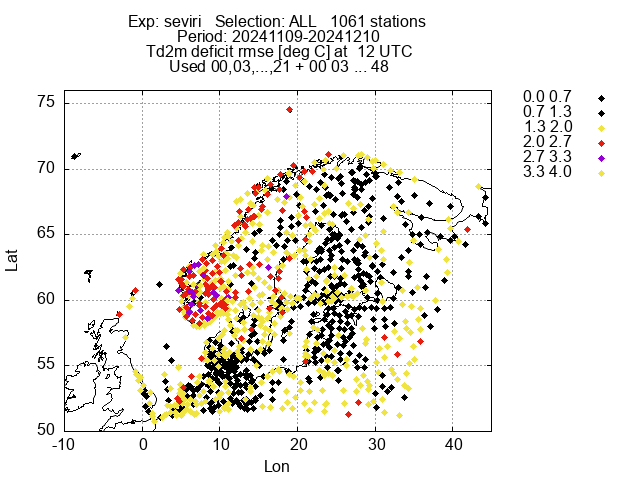 Exp: seviri Selection: ALL 1061 stations
Period: 20241109-20241210
Td2m deficit rmse [deg C] at 12 UTC
Used 00,03,...,21 + 00 03 ... 48
0.0 0.7
0.7 1.3
1.3 2.0
2.0 2.7
2.7 3.3
3.3 4.0
75
70
65
60
55
50
Lat
-10 0 10 20 30 40
Lon